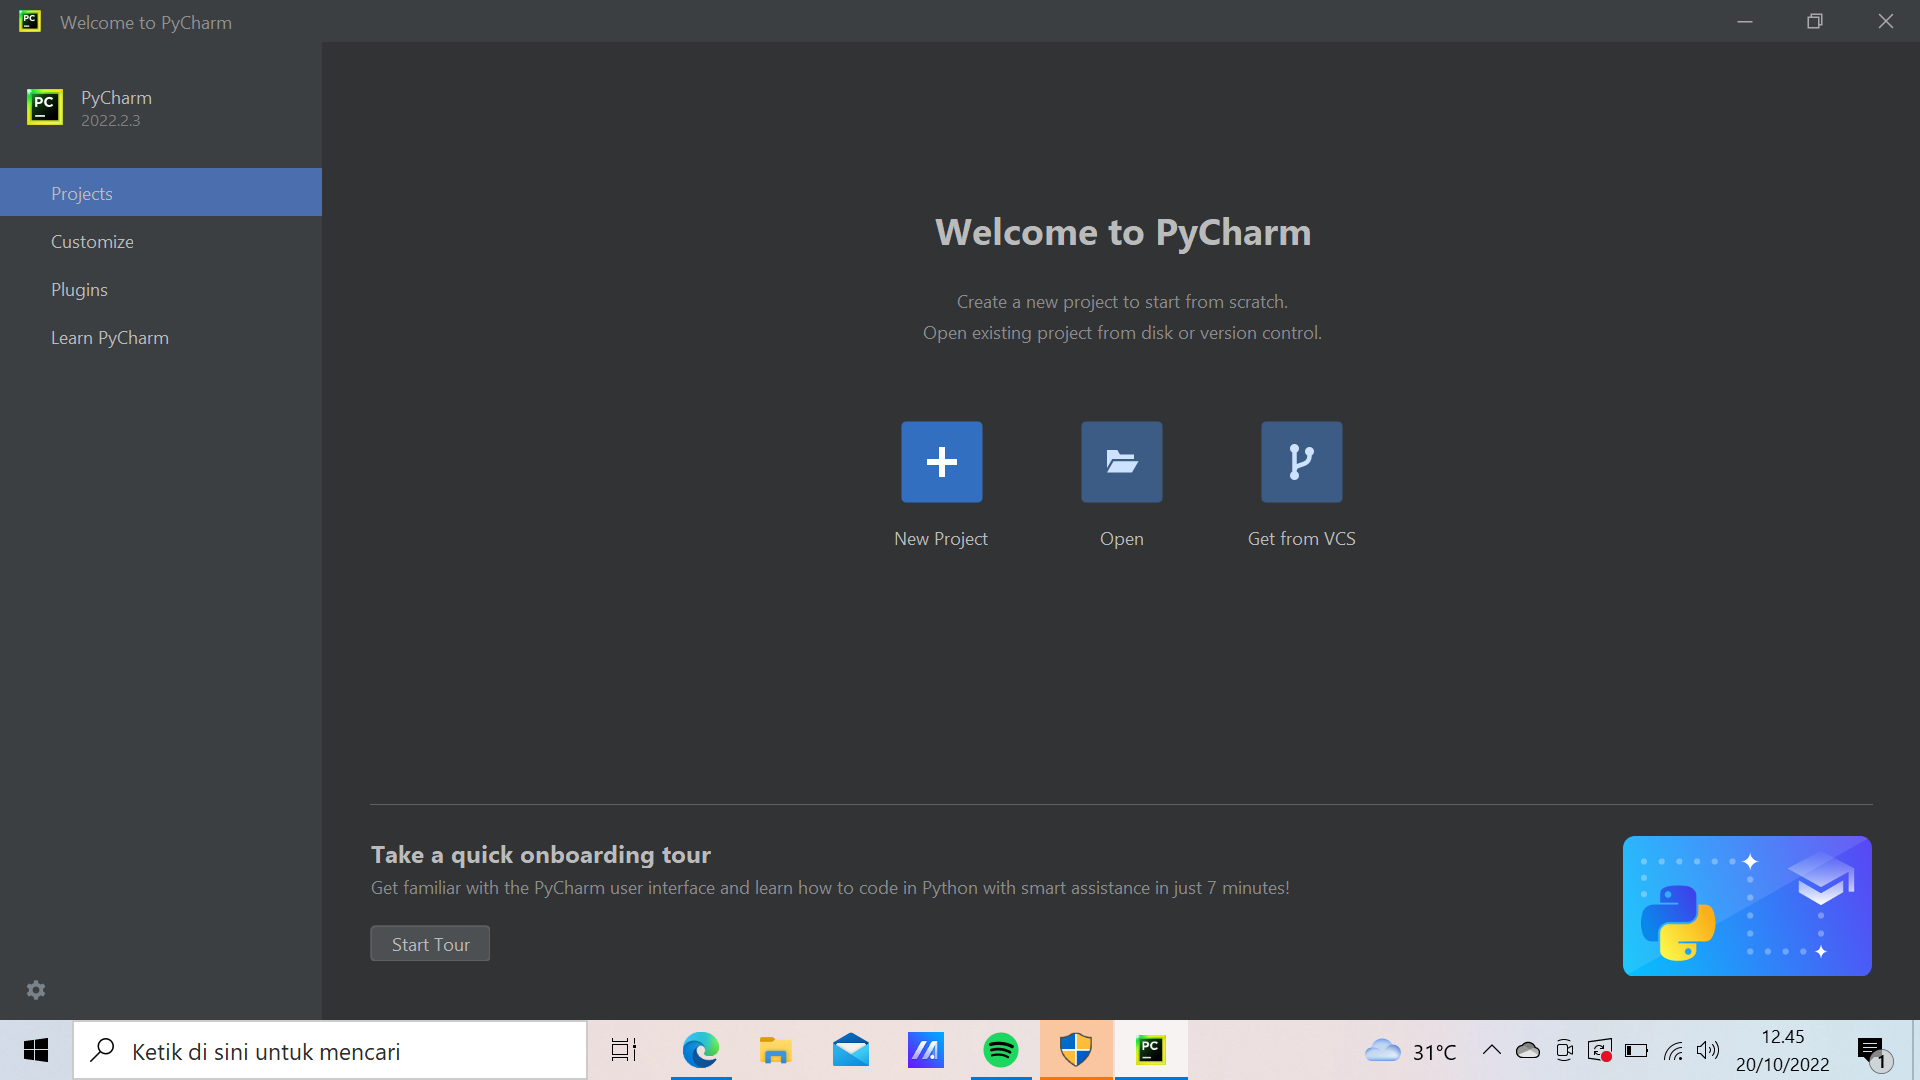 PC
Welcome to PyCharm
PC
PyCharm
2022.2.3
Projects
Customize
Plugins
Learn PyCharm
Welcome to PyCharm
Create a new project to start from scratch.
Open existing project from disk or version control.
New Project
Open
Get from VCS
Take a quick onboarding tour
Get familiar with the PyCharm user interface and learn how to code in Python with smart assistance in just 7 minutes!
Start Tour
Ketik di sini untuk mencari
PC
31°C
12.45
20/10/2022
1